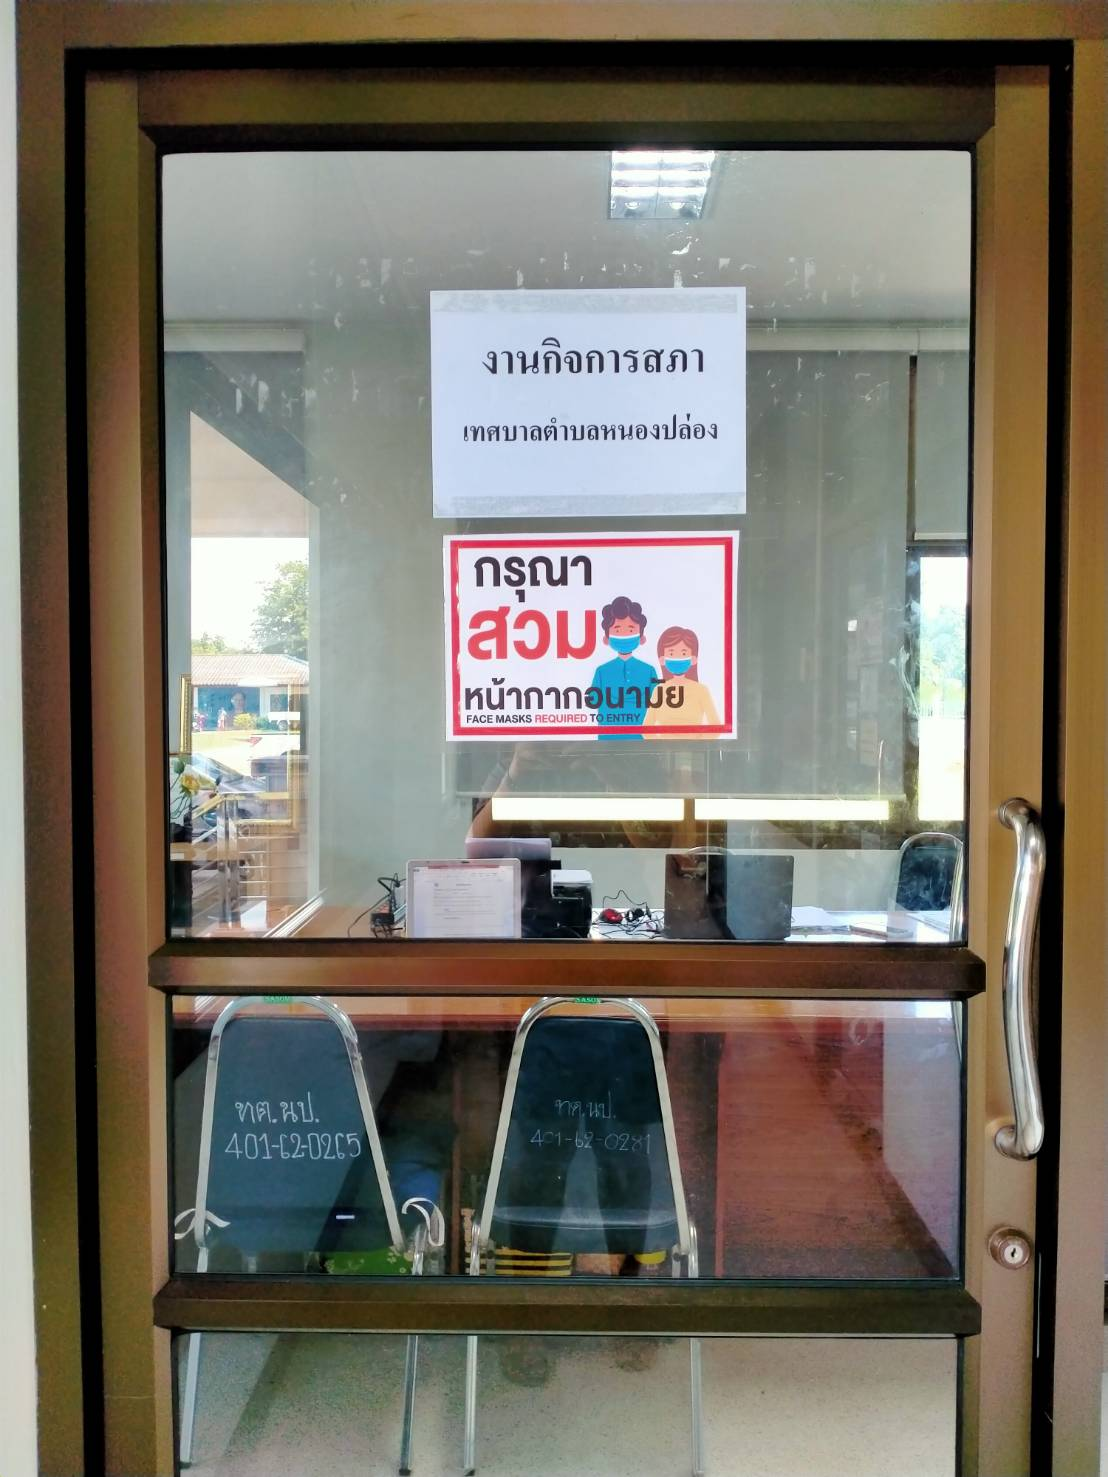 งานกิจการสภา
เทศบาลตำบลหนองปล่อง
กรุณา
สวม
หน้ากากอนามัย
FACE MASKS REQUIRED TO ENTRY
SASOM
SASOM
ทต.นป.
401-62-0265
ทต.นป.
401-62-0281